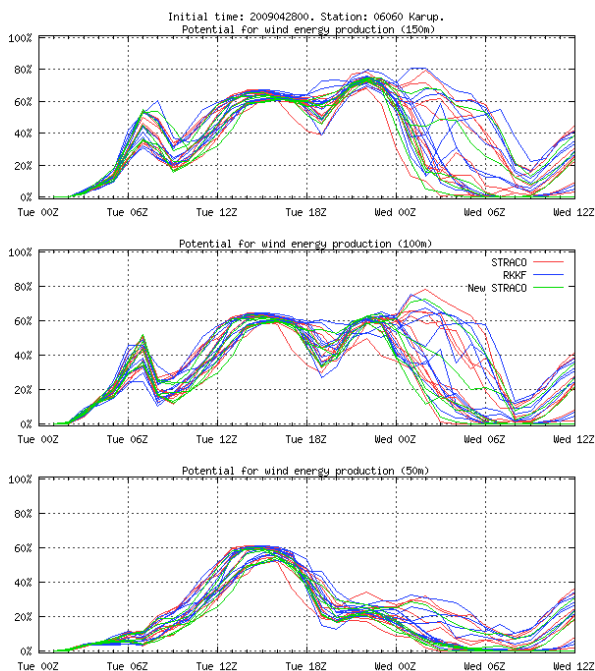 Initial time: 2009042800. Station: 06060 Karup.
Potential for wind energy production (150m)
100%
80%
60%
40%
20%
0%
Tue 00Z Tue 06Z Tue 12Z Tue 18Z Wed 00Z Wed 06Z Wed 12Z
Potential for wind energy production (100m)
100%
STRACO
RKKF
80%
New STRACO
60%
40%
20%
0%
Tue 00Z Tue 06Z Tue 12Z Tue 18Z Wed 00Z Wed 06Z Wed 12Z
Potential for wind energy production (50m)
100%
80%
60%
40%
20%
0%
Tue 00Z Tue 06Z Tue 12Z Tue 18Z Wed 00Z Wed 06Z Wed 12Z